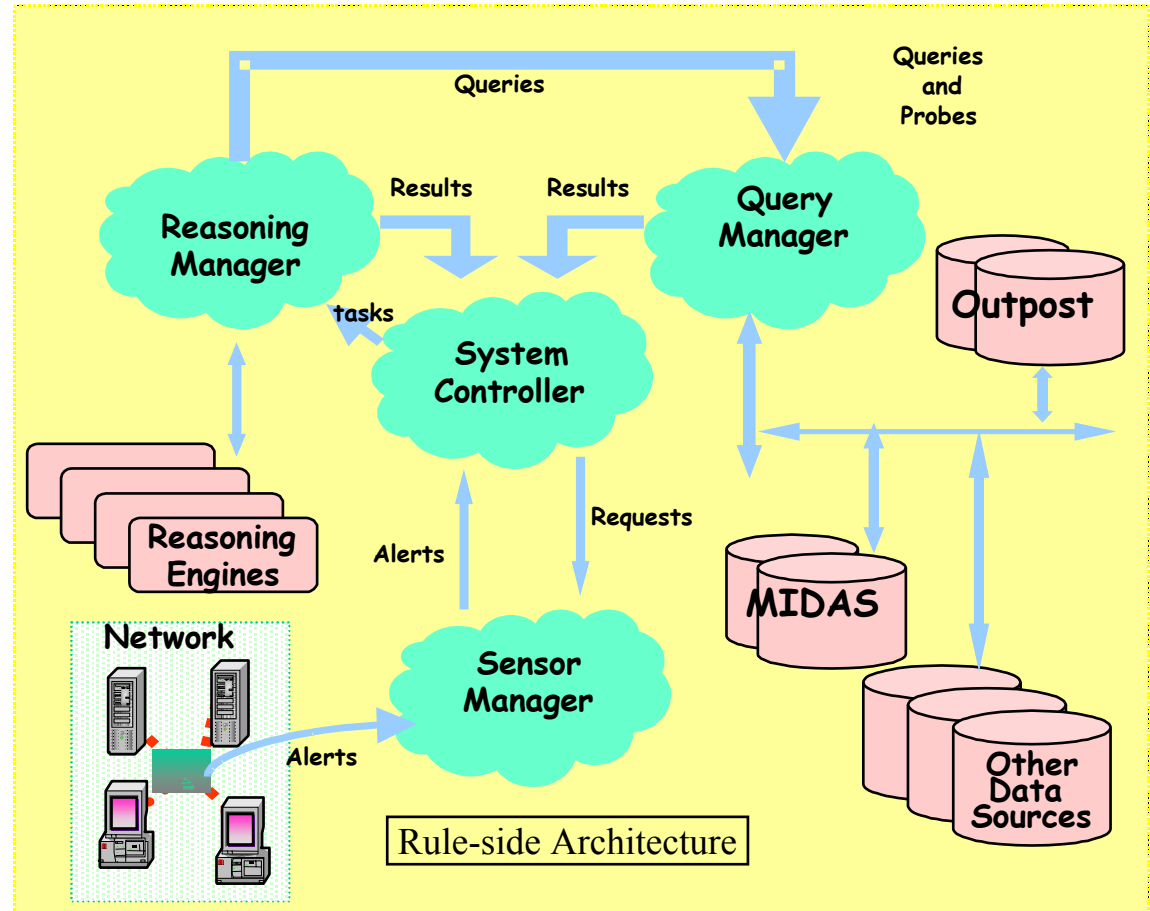 Queries
and
Probes
Queries
Results
Results
Reasoning
Manager
Query
Manager
Outpost
tasks
System
Controller
Requests
Alerts
Reasoning
Engines
MIDAS
Network
Sensor
Manager
Alerts
Other
Data
Sources
Rule-side Architecture